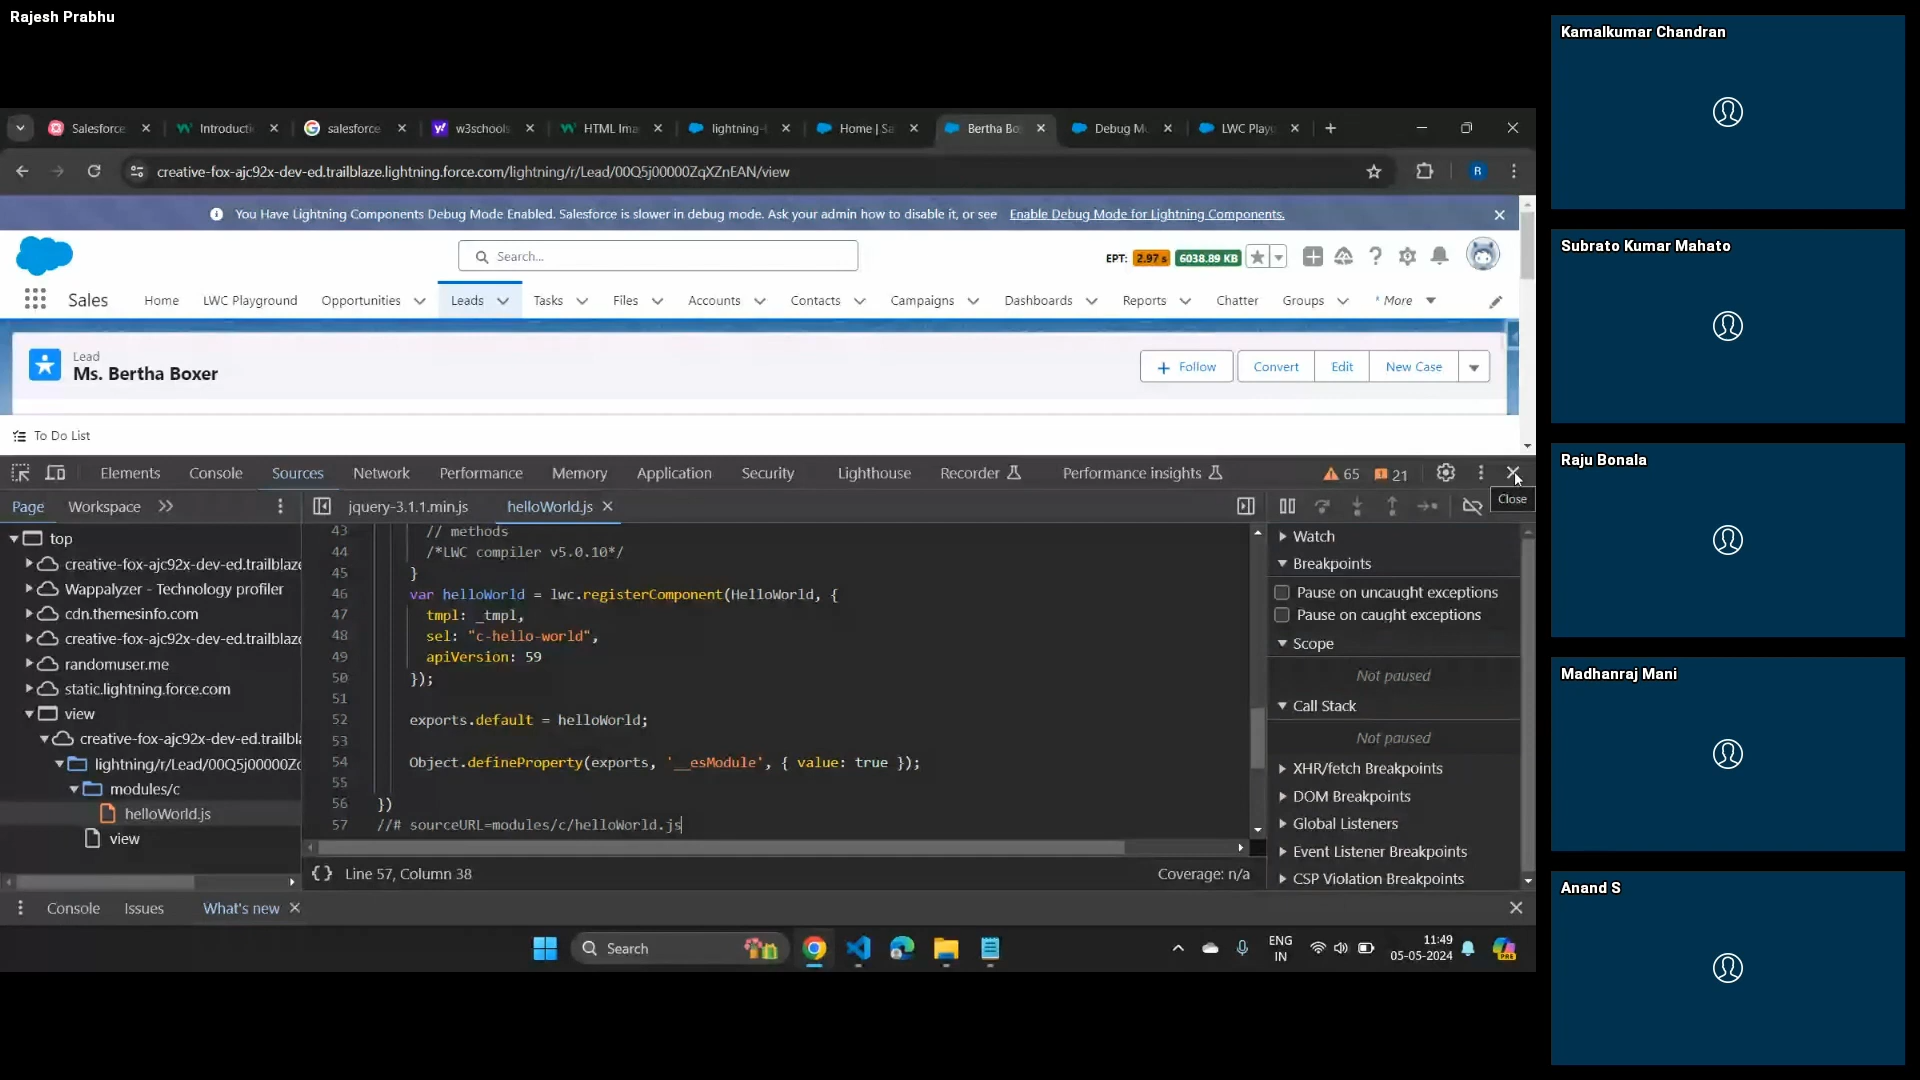 Rajesh Prabhu
Kamalkumar Chandran
Subrato Kumar Mahato
Raju Bonala
Madhanraj Mani
Anand S
Salesforce
Introducti
salesforce
w3schools
HTML Ima
lightning-
Home | Sa
Bertha Bo
Debug M
LWC Play
creative-fox-ajc92x-dev-ed.trailblaze.lightning.force.com/lightning/r/Lead/00Q5j00000ZqXZnEAN/view
R
You Have Lightning Components Debug Mode Enabled. Salesforce is slower in debug mode. Ask your admin how to disable it, or see Enable Debug Mode for Lightning Components.
Search...
EPT: 2.97 s 6038.89 KB
Sales Home LWC Playground Opportunities Leads Tasks Files Accounts Contacts Campaigns Dashboards Reports Chatter Groups * More
Lead
Ms. Bertha Boxer
Follow Convert Edit New Case
To Do List
Elements Console Sources Network Performance Memory Application Security Lighthouse Recorder Performance insights 65 21
Close
Page Workspace
jquery-3.1.1.min.js helloWorld.js
top
creative-fox-ajc92x-dev-ed.trailblaze
Wappalyzer - Technology profiler
cdn.themesinfo.com
creative-fox-ajc92x-dev-ed.trailblaze
randomuser.me
static.lightning.force.com
view
creative-fox-ajc92x-dev-ed.trailbl
lightning/r/Lead/00Q5j00000Z
modules/c
helloWorld.js
view
43 // methods
44 /*LWC compiler v5.0.10*/
45 }
46 var helloWorld = lwc.registerComponent(HelloWorld, {
47 tmpl: _tmpl,
48 sel: "c-hello-world",
49 apiVersion: 59
50 });
51
52 exports.default = helloWorld;
53
54 Object.defineProperty(exports, '__esModule', { value: true });
55
56 })
57 //# sourceURL=modules/c/helloWorld.js
{} Line 57, Column 38
Coverage: n/a
Watch
Breakpoints
Pause on uncaught exceptions
Pause on caught exceptions
Scope
Not paused
Call Stack
Not paused
XHR/fetch Breakpoints
DOM Breakpoints
Global Listeners
Event Listener Breakpoints
CSP Violation Breakpoints
Console Issues What's new
Search
ENG
IN
11:49
05-05-2024
PRE